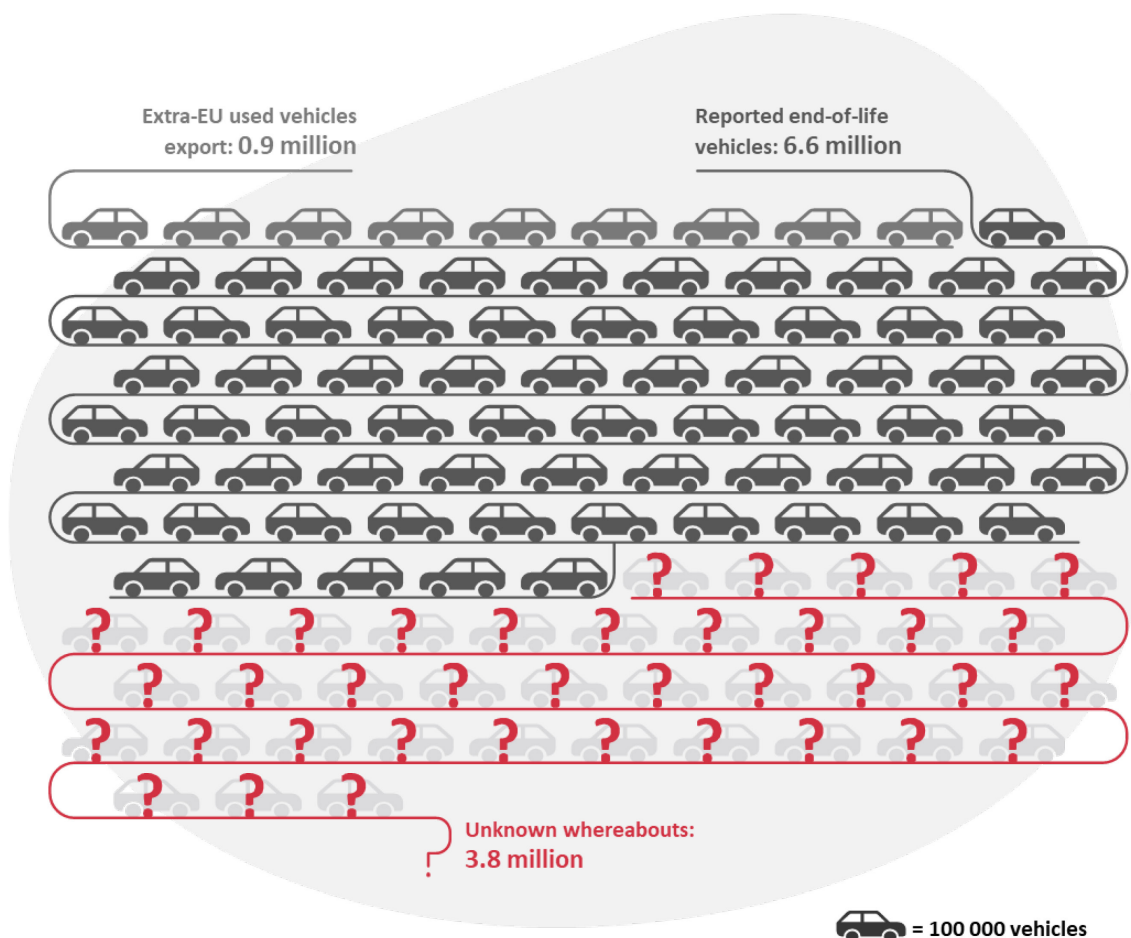 Extra-EU used vehicles
export: 0.9 million
Reported end-of-life
vehicles: 6.6 million
? ? ? ? ?
? ? ? ? ? ? ? ? ? ?
? ? ? ? ? ? ? ? ? ?
? ? ? ? ? ? ? ? ? ?
? ? ?
Unknown whereabouts:
3.8 million
?
= 100 000 vehicles